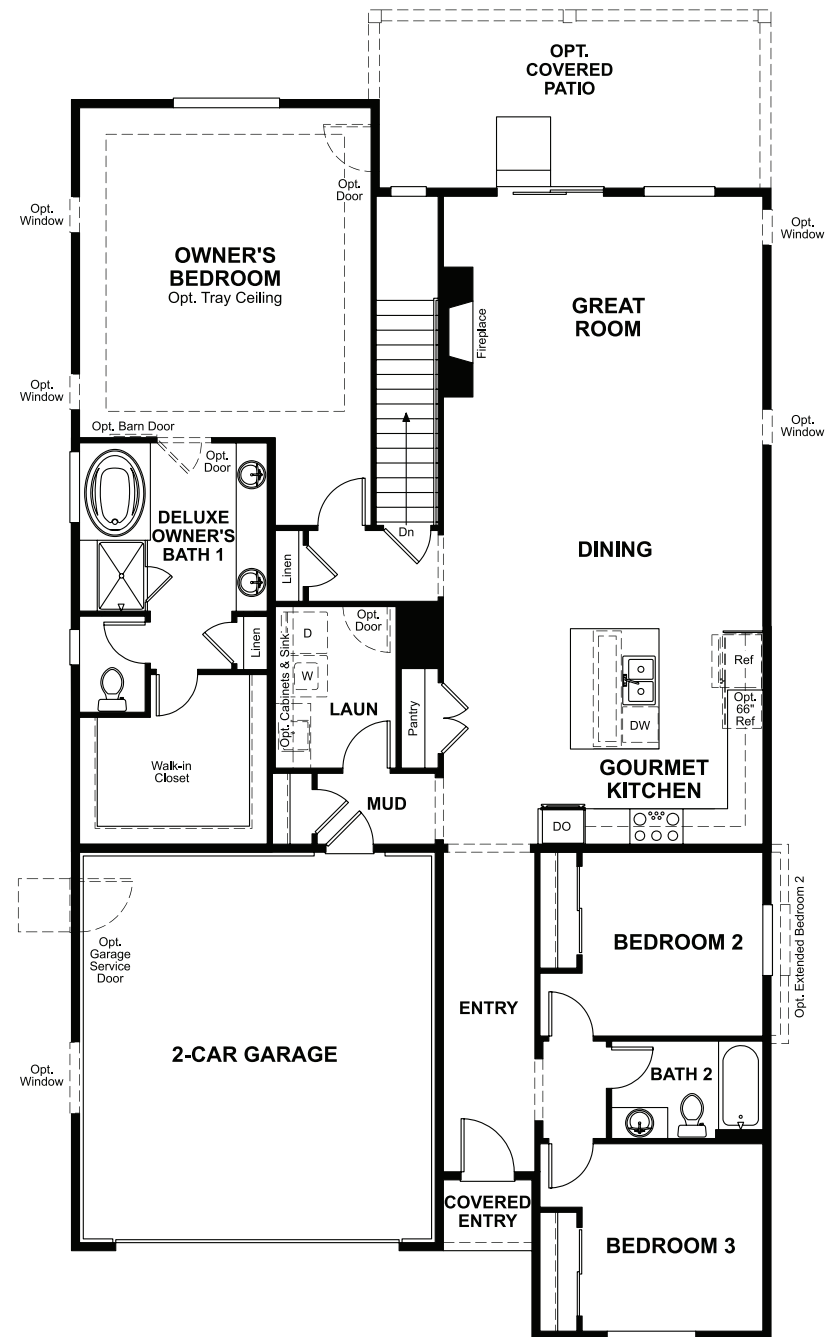 OPT.
COVERED
PATIO
Opt.
Door
Opt.
Window
Opt.
Window
OWNER'S
BEDROOM
Opt. Tray Ceiling
GREAT
ROOM
Fireplace
Opt.
Window
Opt.
Window
Opt. Barn Door
Opt.
Door
DELUXE
OWNER'S
BATH 1
Dn
DINING
Linen
Linen
Opt. Cabinets & Sink
D
W
Opt.
Door
LAUN
Pantry
Ref
Opt.
66"
Ref
DW
GOURMET
KITCHEN
Walk-in
Closet
MUD
DO
BEDROOM 2
Opt. Extended Bedroom 2
Opt.
Garage
Service
Door
ENTRY
2-CAR GARAGE
Opt.
Window
BATH 2
COVERED
ENTRY
BEDROOM 3